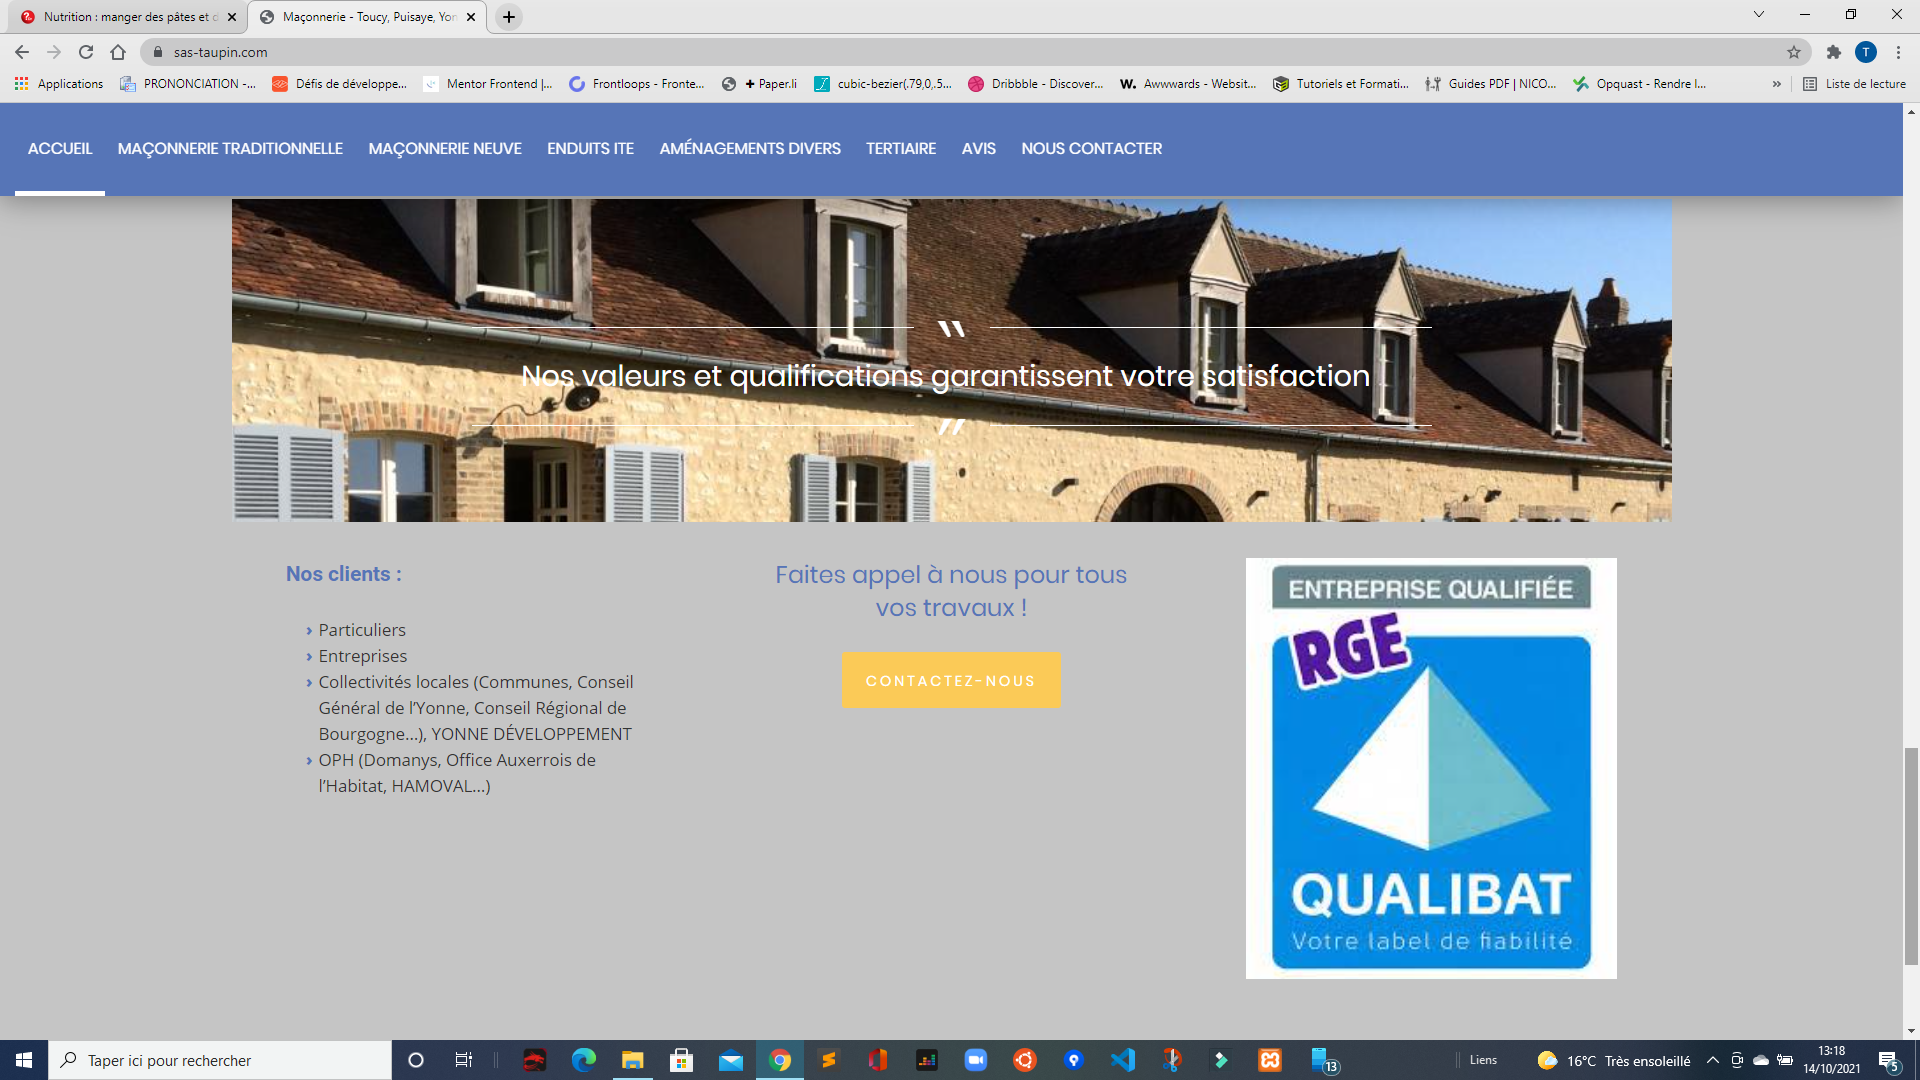 Nutrition : manger des pâtes et d
Maçonnerie - Toucy, Puisaye, Yon
sas-taupin.com
T
Applications
PRONONCIATION -...
Défis de développe...
Mentor Frontend |...
Frontloops - Fronte...
+ Paper.li
cubic-bezier(.79,0,.5...
Dribbble - Discover...
W. Awwwards - Websit...
Tutoriels et Formati...
Guides PDF | NICO...
Opquast - Rendre l...
»
Liste de lecture
ACCUEIL
MAÇONNERIE TRADITIONNELLE
MAÇONNERIE NEUVE
ENDUITS ITE
AMÉNAGEMENTS DIVERS
TERTIAIRE
AVIS
NOUS CONTACTER
Nos valeurs et qualifications garantissent votre satisfaction
Nos clients :
› Particuliers
› Entreprises
› Collectivités locales (Communes, Conseil
Général de l’Yonne, Conseil Régional de
Bourgogne…), YONNE DÉVELOPPEMENT
› OPH (Domanys, Office Auxerrois de
l’Habitat, HAMOVAL…)
Faites appel à nous pour tous
vos travaux !
CONTACTEZ-NOUS
ENTREPRISE QUALIFIÉE
RGE
QUALIBAT
Votre label de fiabilité
Taper ici pour rechercher
13
Liens
16°C Très ensoleillé
13:18
14/10/2021
5